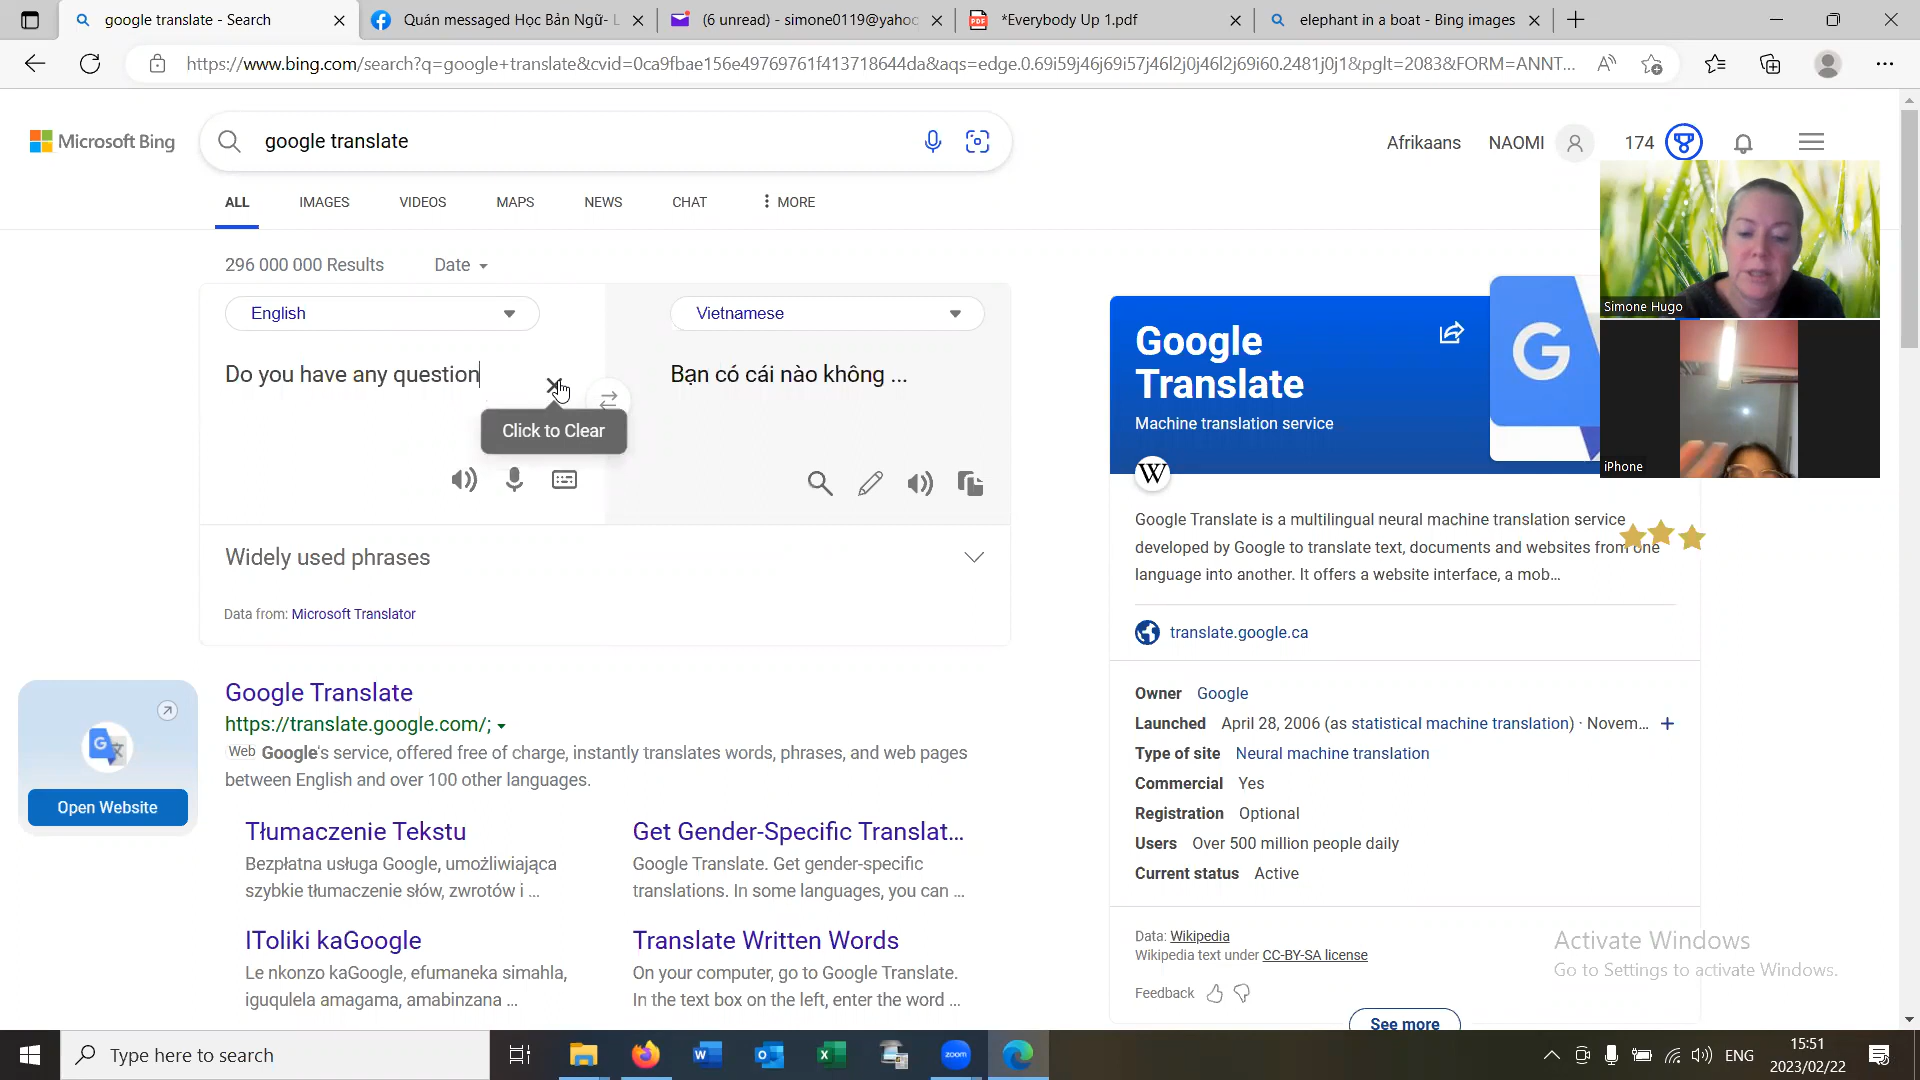 google translate - Search
Quán messaged Học Bản Ngữ- L
(6 unread) - simone0119@yahoo
*Everybody Up 1.pdf
elephant in a boat - Bing images
https://www.bing.com/search?q=google+translate&cvid=0ca9fbae156e49769761f413718644da&aqs=edge.0.69i59j46j69i57j46l2j0j46l2j69i60.2481j0j1&pglt=2083&FORM=ANNT...
Microsoft Bing
google translate
Afrikaans
NAOMI
174
ALL
IMAGES
VIDEOS
MAPS
NEWS
CHAT
MORE
296 000 000 Results
Date
English
Vietnamese
Do you have any question
Bạn có cái nào không ...
Click to Clear
Widely used phrases
Data from: Microsoft Translator
Google Translate
https://translate.google.com/;
Web Google's service, offered free of charge, instantly translates words, phrases, and web pages
between English and over 100 other languages.
Open Website
Tłumaczenie Tekstu
Bezpłatna usługa Google, umożliwiająca
szybkie tłumaczenie słów, zwrotów i ...
Get Gender-Specific Translat...
Google Translate. Get gender-specific
translations. In some languages, you can ...
IToliki kaGoogle
Le nkonzo kaGoogle, efumaneka simahla,
iguqulela amagama, amabinzana ...
Translate Written Words
On your computer, go to Google Translate.
In the text box on the left, enter the word ...
Google
Translate
Machine translation service
G
W
Google Translate is a multilingual neural machine translation service
developed by Google to translate text, documents and websites from one
language into another. It offers a website interface, a mob...
translate.google.ca
Owner Google
Launched April 28, 2006 (as statistical machine translation) · Novem...
Type of site Neural machine translation
Commercial Yes
Registration Optional
Users Over 500 million people daily
Current status Active
Data: Wikipedia
Wikipedia text under CC-BY-SA license
Feedback
See more
Simone Hugo
iPhone
Activate Windows
Go to Settings to activate Windows.
Type here to search
zoom
ENG
15:51
2023/02/22